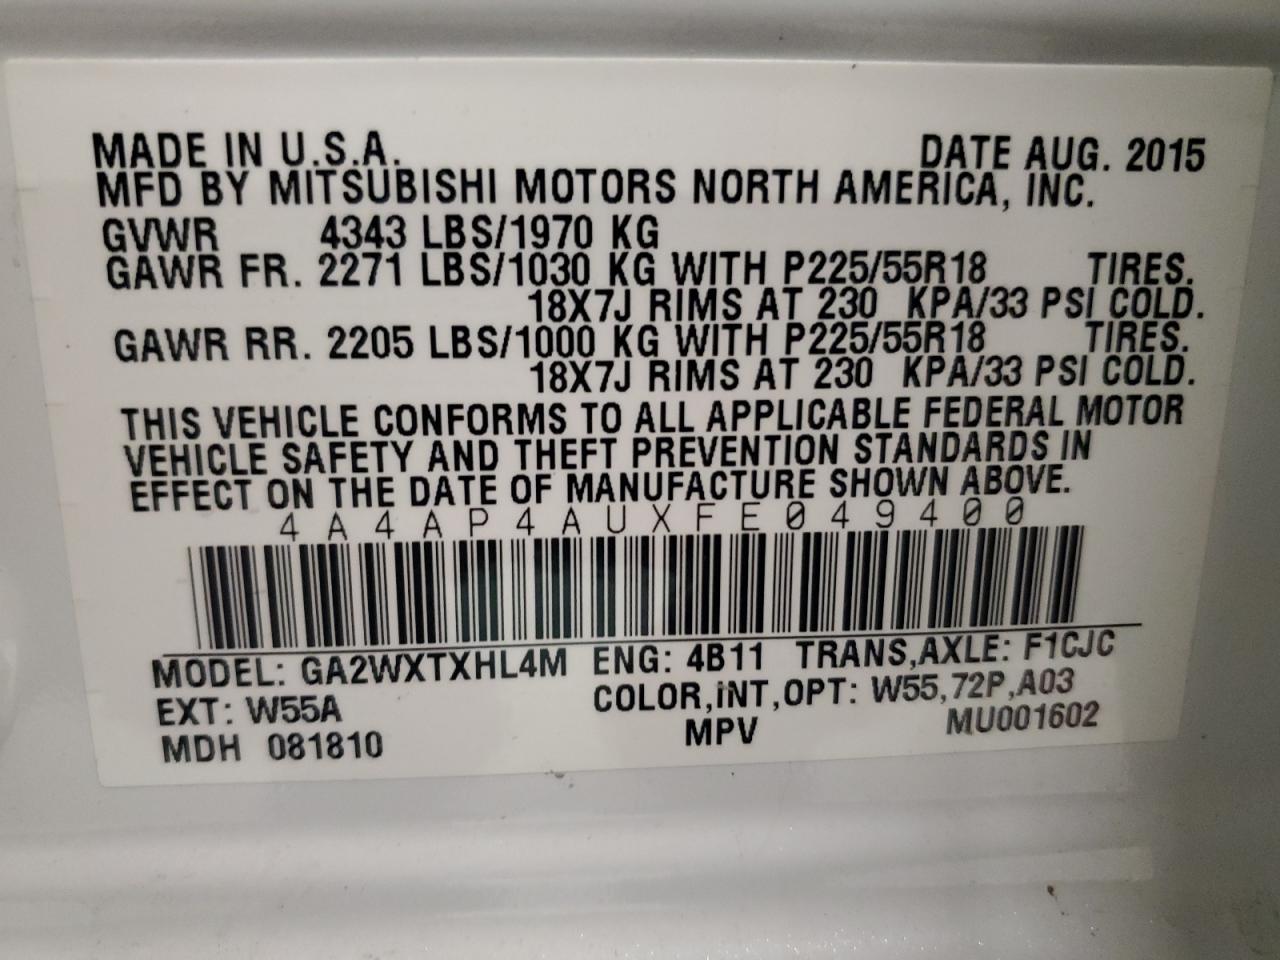 MADE IN U.S.A. DATE AUG. 2015
MFD BY MITSUBISHI MOTORS NORTH AMERICA, INC.
GVWR 4343 LBS/1970 KG
GAWR FR. 2271 LBS/1030 KG WITH P225/55R18 TIRES.
18X7J RIMS AT 230 KPA/33 PSI COLD.
GAWR RR. 2205 LBS/1000 KG WITH P225/55R18 TIRES.
18X7J RIMS AT 230 KPA/33 PSI COLD.
THIS VEHICLE CONFORMS TO ALL APPLICABLE FEDERAL MOTOR
VEHICLE SAFETY AND THEFT PREVENTION STANDARDS IN
EFFECT ON THE DATE OF MANUFACTURE SHOWN ABOVE.
4A4AP4AUXFE049400
MODEL: GA2WXTXHL4M ENG: 4B11 TRANS,AXLE: F1CJC
EXT: W55A COLOR,INT,OPT: W55,72P,A03
MDH 081810 MPV MU001602